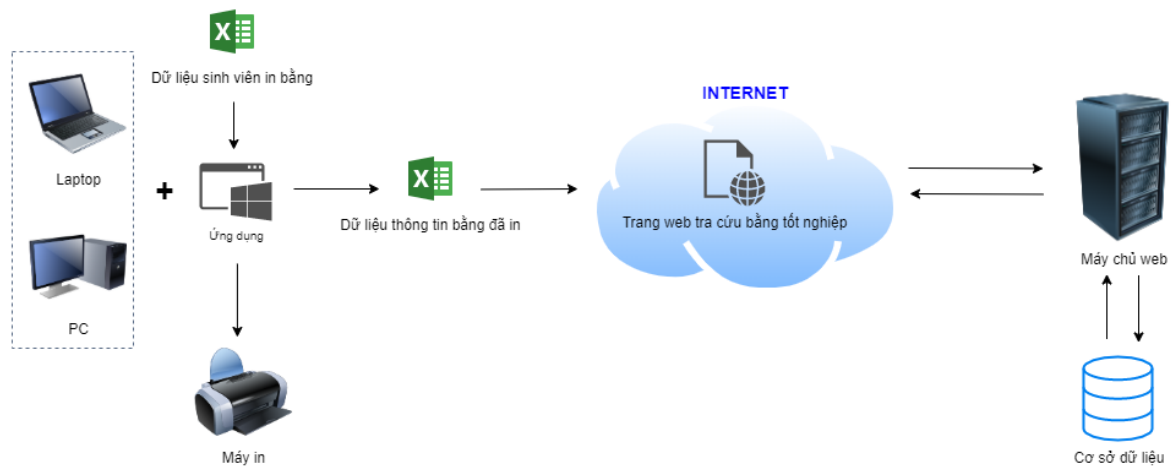 Dữ liệu sinh viên in bằng
INTERNET
Laptop
Trang web tra cứu bằng tốt nghiệp
Dữ liệu thông tin bằng đã in
Ứng dụng
Máy chủ web
PC
Máy in
Cơ sở dữ liệu